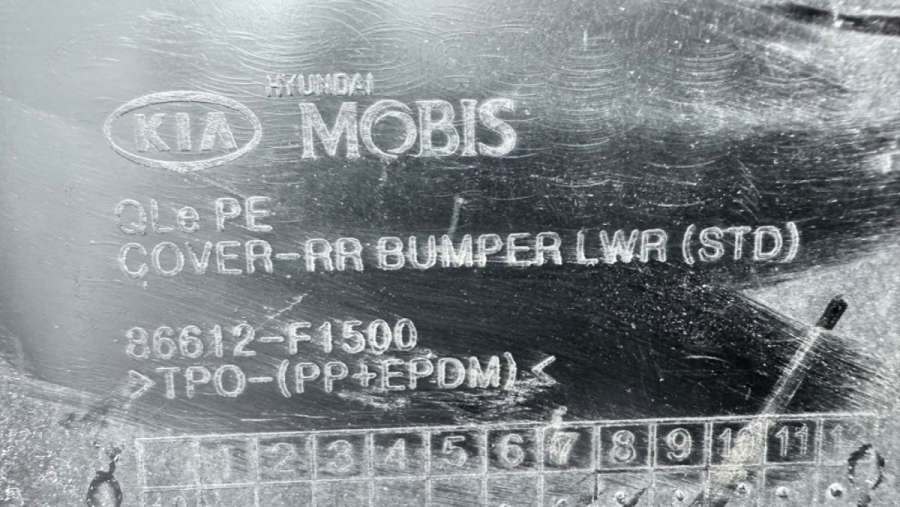 HYUNDAI
KIA MOBIS
QLe PE
COVER-RR BUMPER LWR (STD)
86612-F1500
>TPO-(PP+EPDM)<
1 2 3 4 5 6 7 8 9 10 11